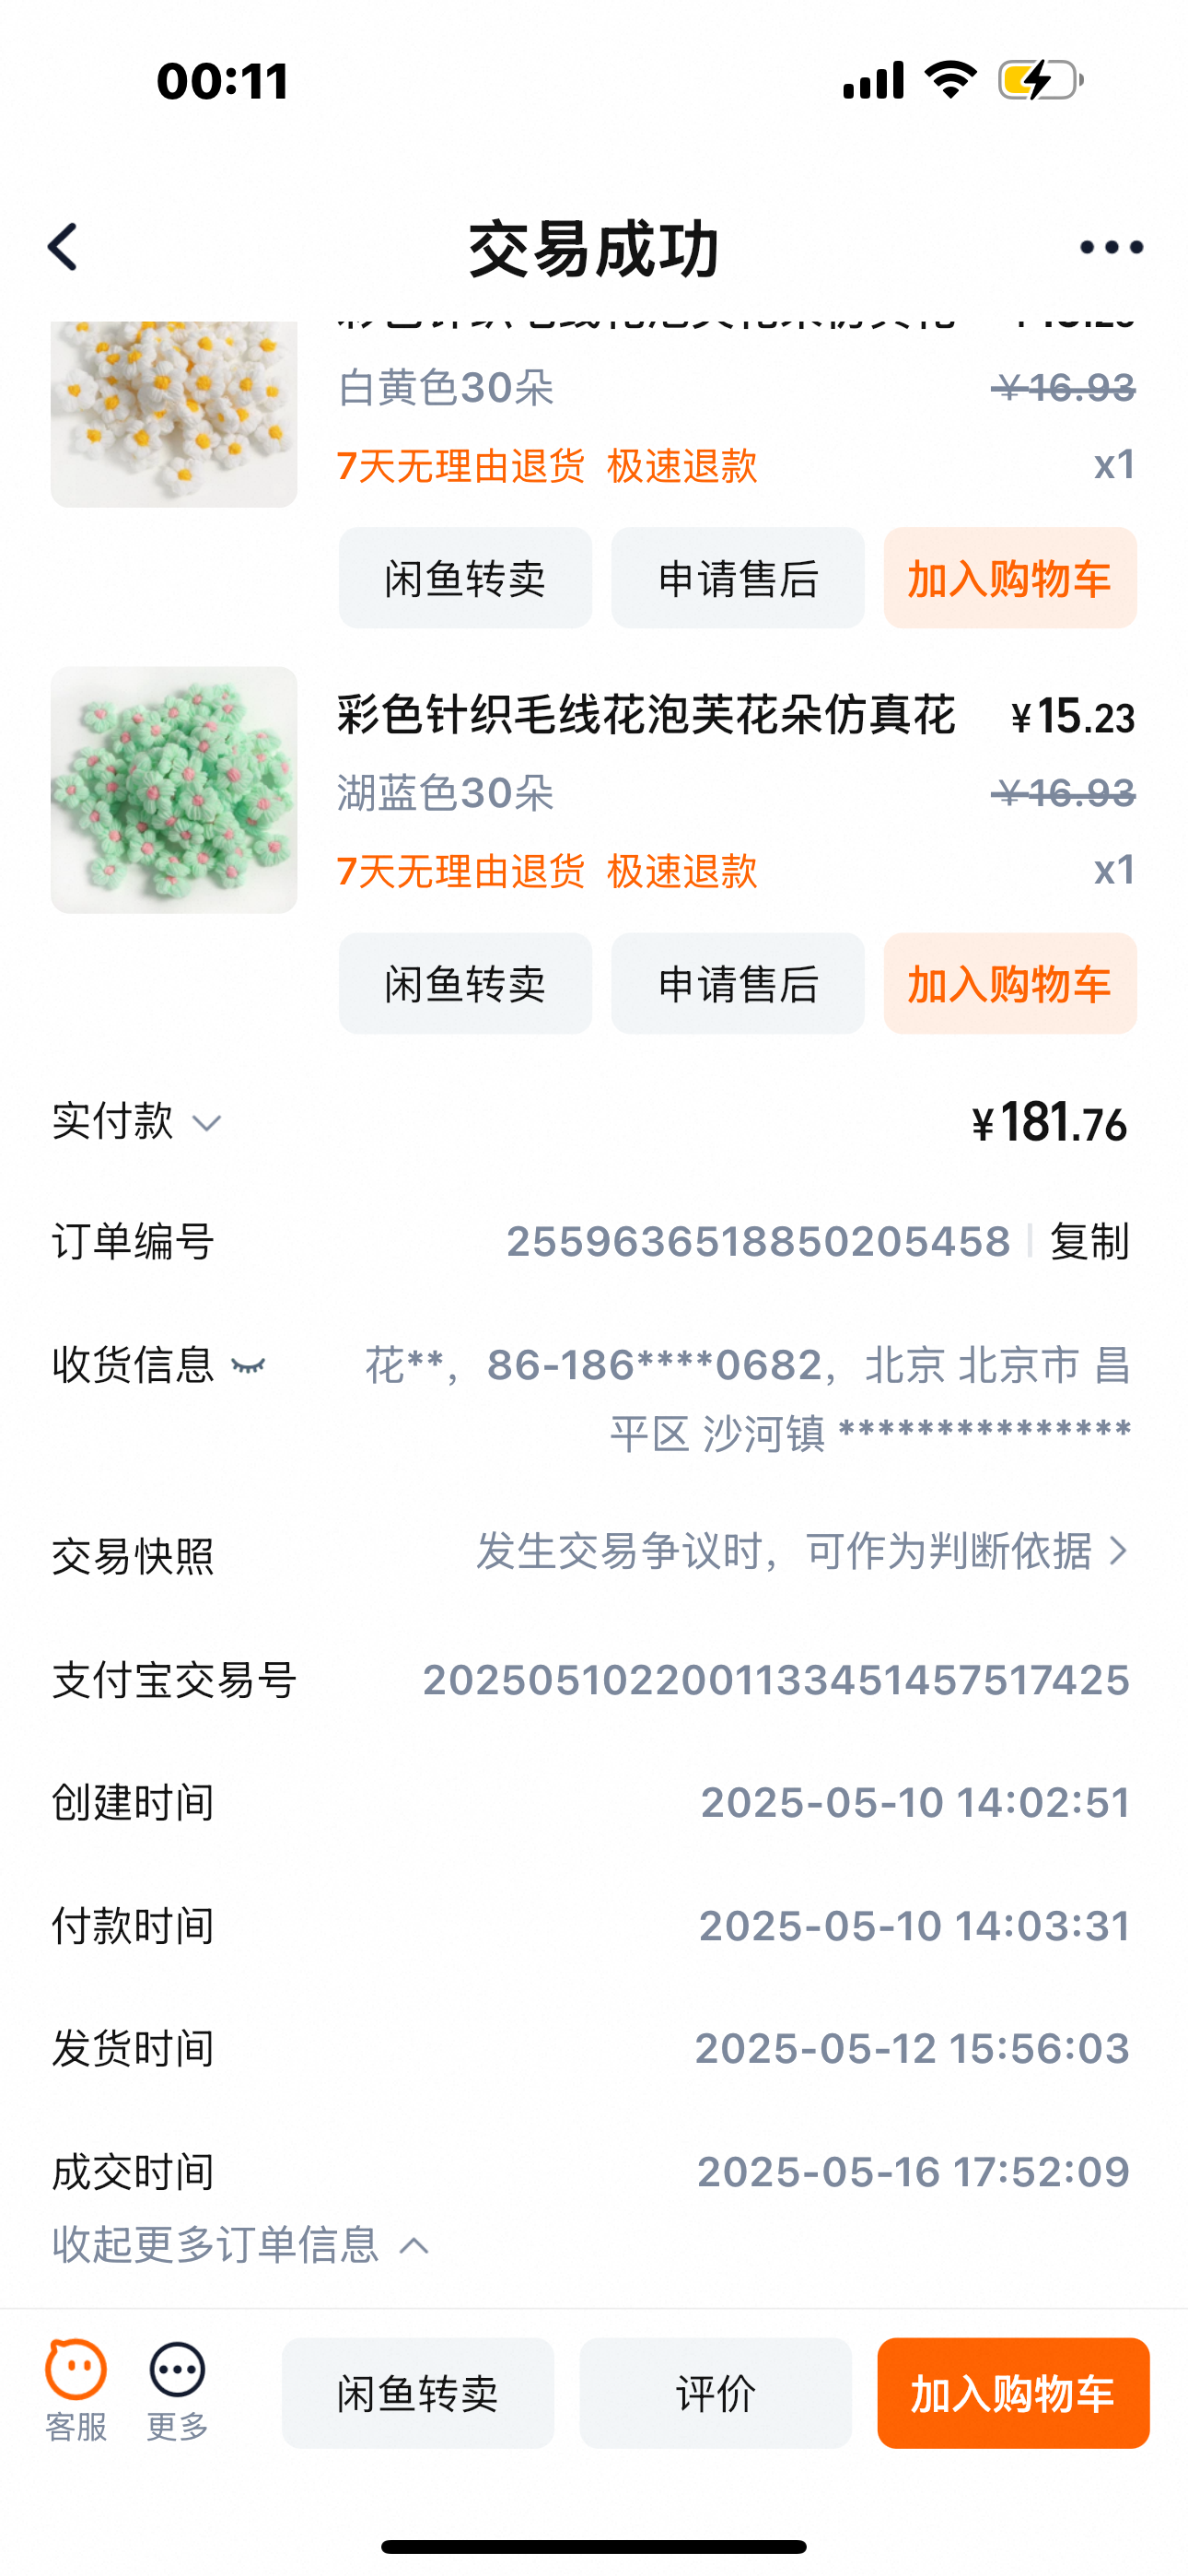 00:11
交易成功
白黄色30朵 ¥16.93
7天无理由退货 极速退款 x1
闲鱼转卖 申请售后 加入购物车
彩色针织毛线花泡芙花朵仿真花 ¥15.23
湖蓝色30朵 ¥16.93
7天无理由退货 极速退款 x1
闲鱼转卖 申请售后 加入购物车
实付款 ¥181.76
订单编号 2559636518850205458 复制
收货信息 花**，86-186****0682，北京 北京市 昌
平区 沙河镇 ***************
交易快照 发生交易争议时，可作为判断依据
支付宝交易号 2025051022001133451457517425
创建时间 2025-05-10 14:02:51
付款时间 2025-05-10 14:03:31
发货时间 2025-05-12 15:56:03
成交时间 2025-05-16 17:52:09
收起更多订单信息
客服 更多 闲鱼转卖 评价 加入购物车